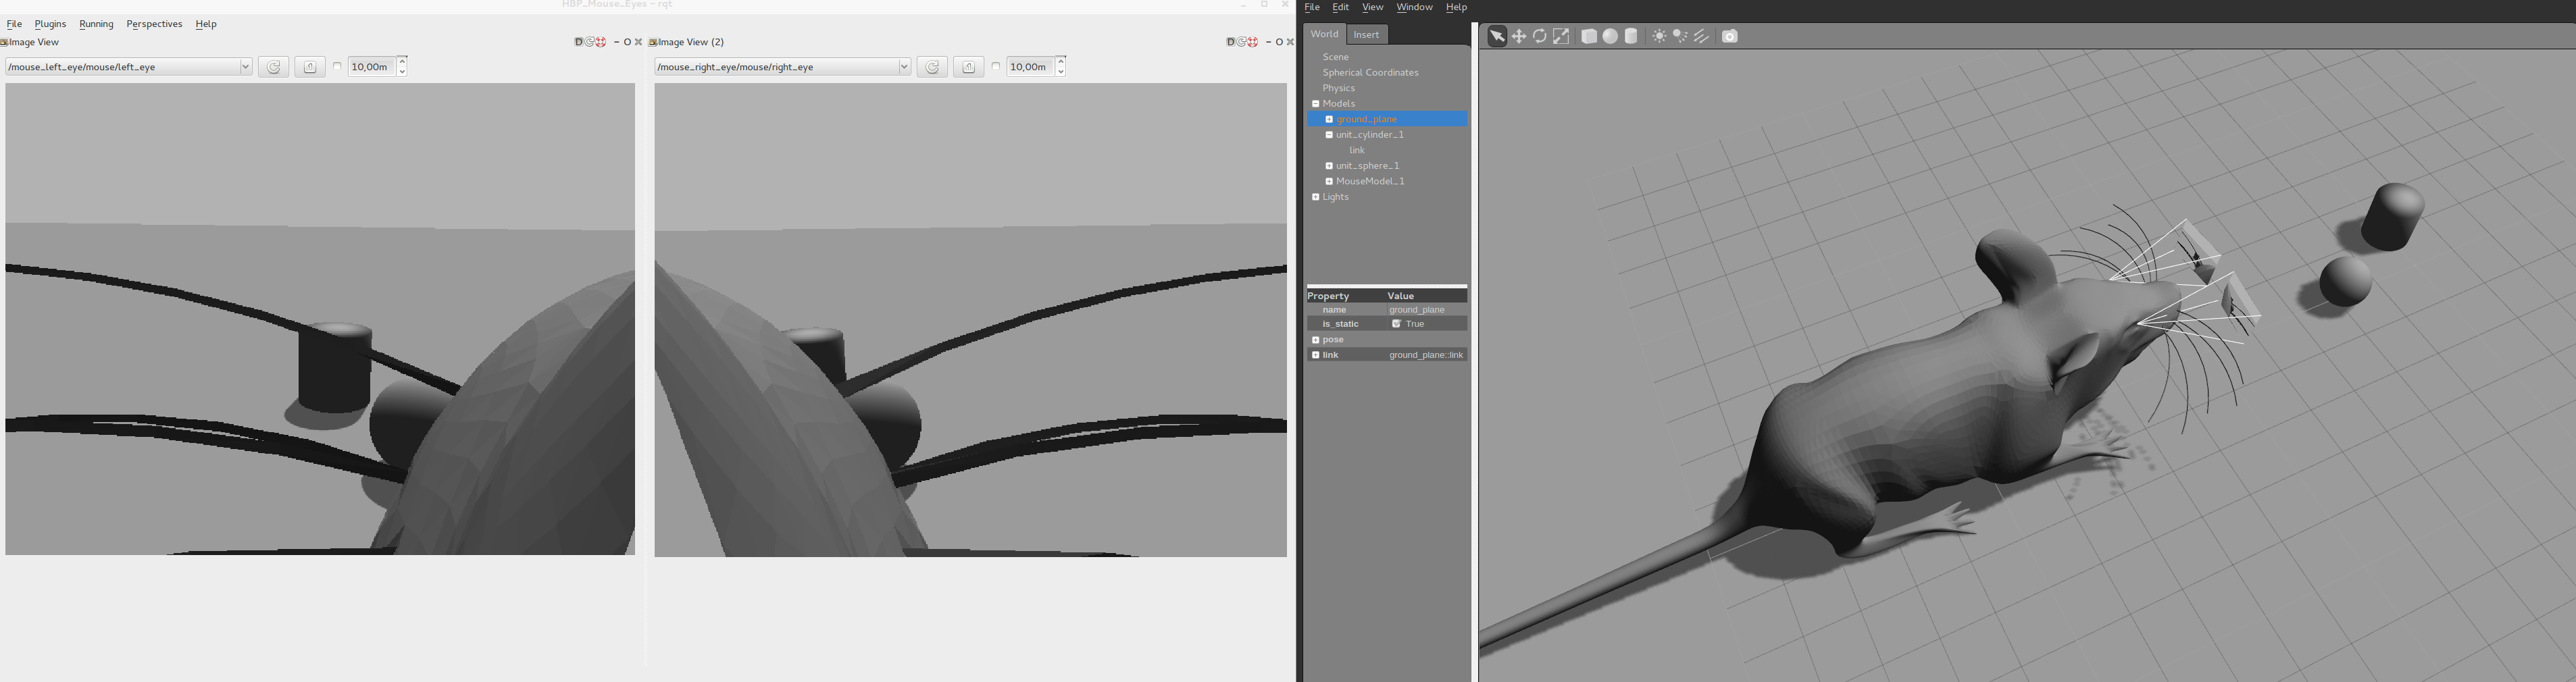 HBP_Mouse_Eyes - rqt
File Plugins Running Perspectives Help
Image View
D
O
/mouse_left_eye/mouse/left_eye
10,00m
Image View (2)
D
O
/mouse_right_eye/mouse/right_eye
10,00m
File Edit View Window Help
World Insert
Scene
Spherical Coordinates
Physics
Models
ground_plane
unit_cylinder_1
link
unit_sphere_1
MouseModel_1
Lights
Property Value
name ground_plane
is_static True
pose
link ground_plane::link